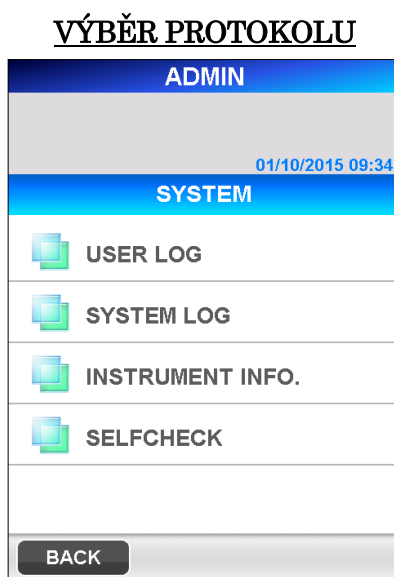 VÝBĚR PROTOKOLU
ADMIN
01/10/2015 09:34
SYSTEM
USER LOG
SYSTEM LOG
INSTRUMENT INFO.
SELFCHECK
BACK